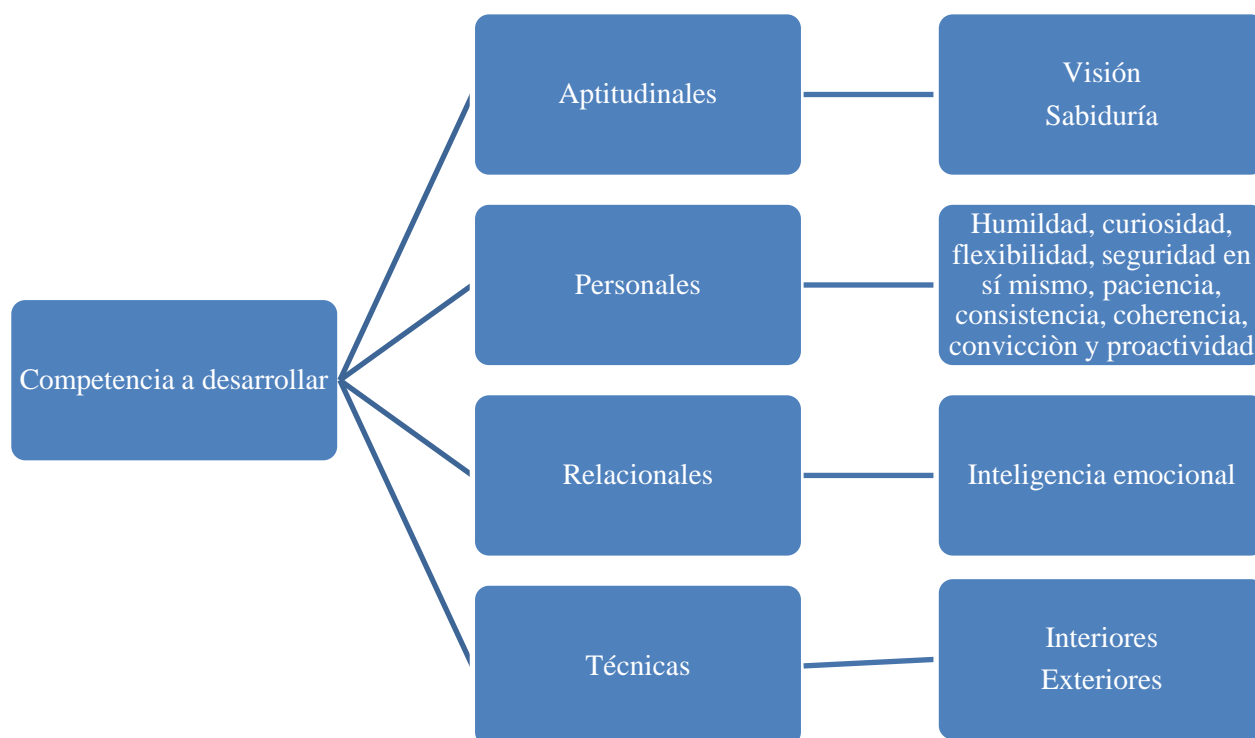 Competencia a desarrollar
Aptitudinales
Visión
Sabiduría
Personales
Humildad, curiosidad,
flexibilidad, seguridad en
sí mismo, paciencia,
consistencia, coherencia,
convicciòn y proactividad
Relacionales
Inteligencia emocional
Técnicas
Interiores
Exteriores